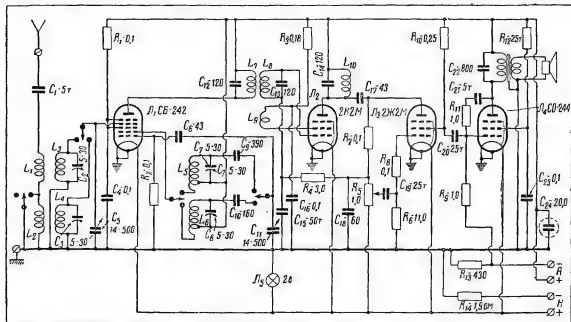 R₁ 0,1
C₁₂ 120
L₇ L₈
R₃ 0,18
C₁₄ 120
L₁₀
R₁₀ 0,25
C₂₂ 800
R₁₂ 25т
C₁ 5т
Л₁ СБ-242
C₁₃ 120
L₉
Л₂
2К2М
C₁₇ 43
Л₃ 2Ж2М
C₂₁ 5т
R₁₁ 1,0
Л₄ СО-244
C₆ 43
L₁
L₃
C₂ 5-30
R₂ 0,1
L₅
C₇ 5-30
C₉ 390
R₇ 0,1
R₈ 0,1
C₂₀ 25т
L₂
L₄
C₃ 5-30
C₄ 0,1
C₅ 14-500
L₆
C₈ 5-30
C₁₀ 160
C₁₁ 14-500
R₄ 3,0
C₁₆ 0,1
C₁₅ 50т
C₁₈ 60
R₅ 1,0
C₁₉ 25т
R₆ 11,0
R₉ 1,0
C₂₃ 0,1
C₂₄ 20,0
Л₅ 2в
R₁₃ 430
R₁₄ 1,9 ом
− А +
− Н +